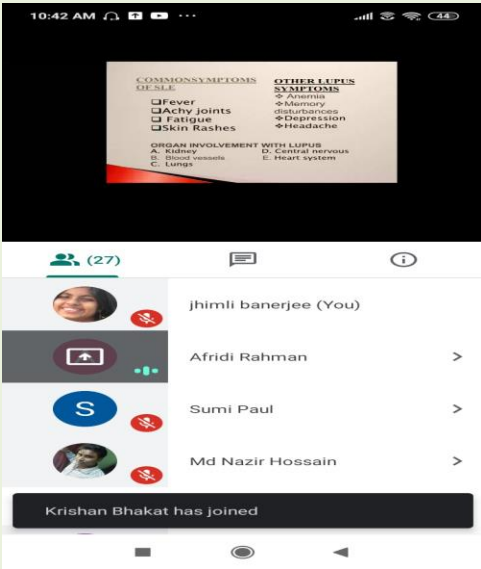 10:42 AM
44
COMMONSYMPTOMS
OF SLE
❑Fever
❑Achy joints
❑ Fatigue
❑Skin Rashes
OTHER LUPUS
SYMPTOMS
❖ Anemia
❖Memory
disturbances
❖Depression
❖Headache
ORGAN INVOLVEMENT WITH LUPUS
A. Kidney
B. Blood vessels
C. Lungs
D. Central nervous
E. Heart system
(27)
jhimli banerjee (You)
Afridi Rahman
S
Sumi Paul
Md Nazir Hossain
Krishan Bhakat has joined